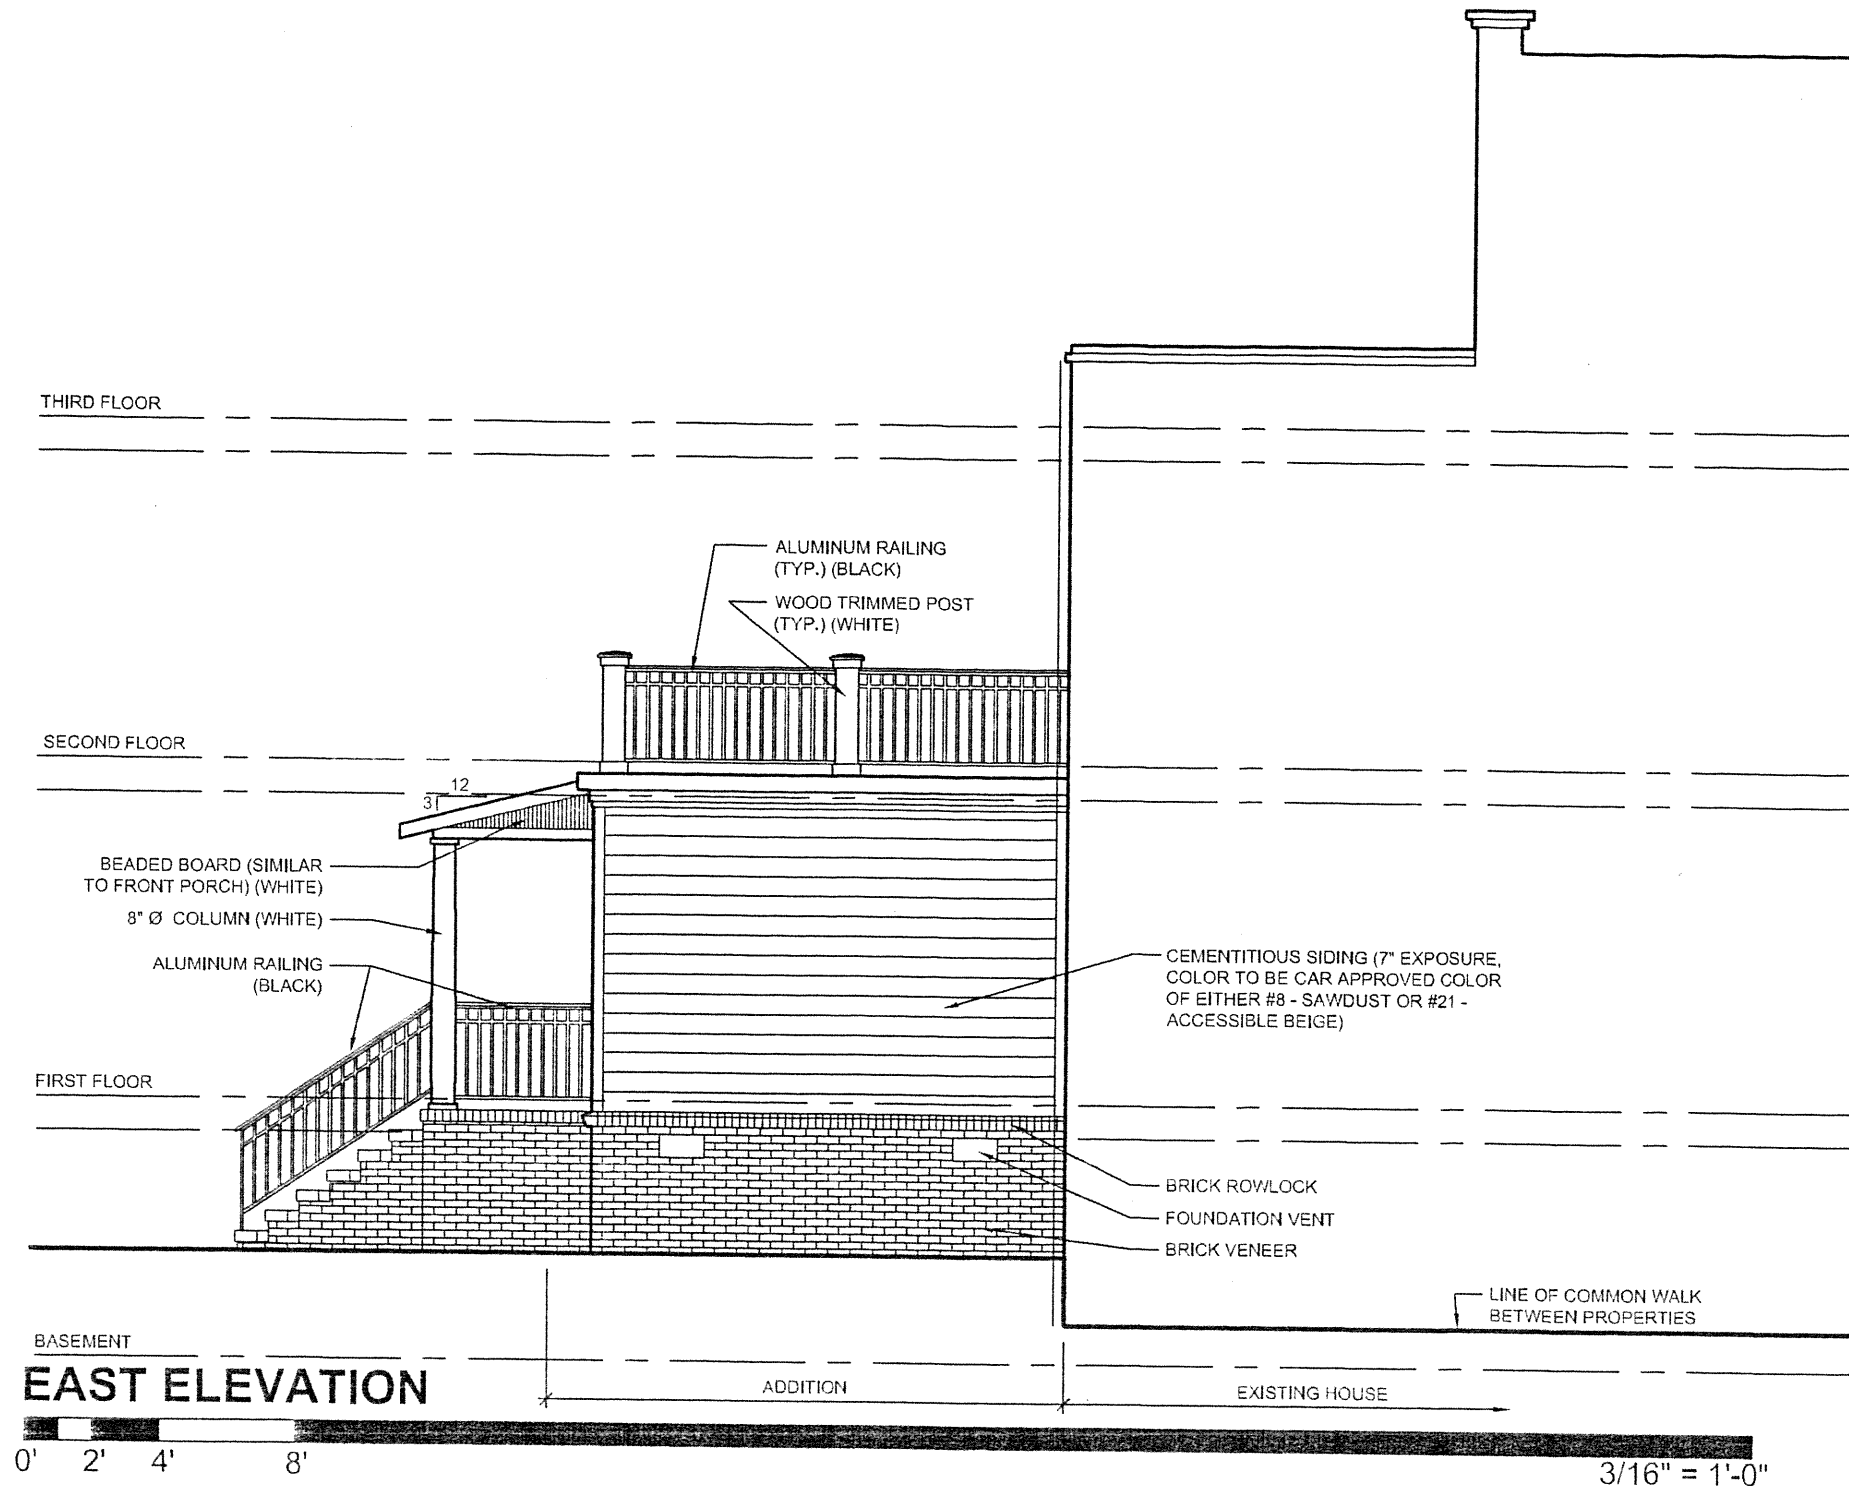 THIRD FLOOR
ALUMINUM RAILING
(TYP.) (BLACK)
WOOD TRIMMED POST
(TYP.) (WHITE)
SECOND FLOOR
12
3
BEADED BOARD (SIMILAR
TO FRONT PORCH) (WHITE)
8" Ø COLUMN (WHITE)
ALUMINUM RAILING
(BLACK)
CEMENTITIOUS SIDING (7" EXPOSURE,
COLOR TO BE CAR APPROVED COLOR
OF EITHER #8 - SAWDUST OR #21 -
ACCESSIBLE BEIGE)
FIRST FLOOR
BRICK ROWLOCK
FOUNDATION VENT
BRICK VENEER
LINE OF COMMON WALK
BETWEEN PROPERTIES
BASEMENT
EAST ELEVATION
ADDITION
EXISTING HOUSE
0' 2' 4' 8'
3/16" = 1'-0"